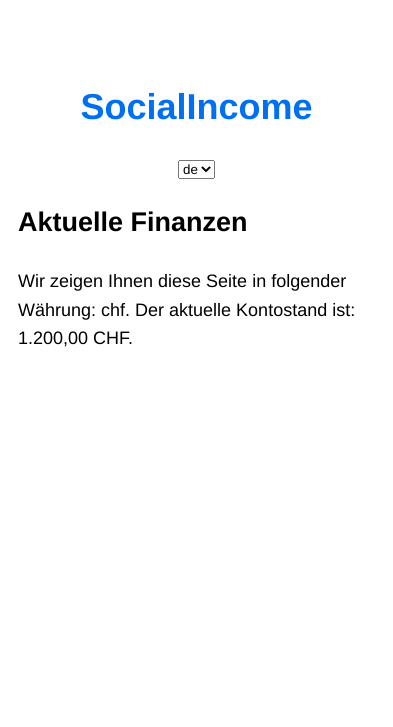 SocialIncome
de
Aktuelle Finanzen
Wir zeigen Ihnen diese Seite in folgender
Währung: chf. Der aktuelle Kontostand ist:
1.200,00 CHF.